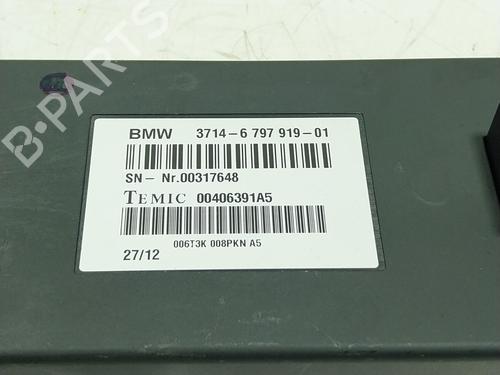 BMW 3714-6 797 919-01
SN- Nr.00317648
TEMIC 00406391A5
006T3K 008PKN A5
27/12
B-PARTS